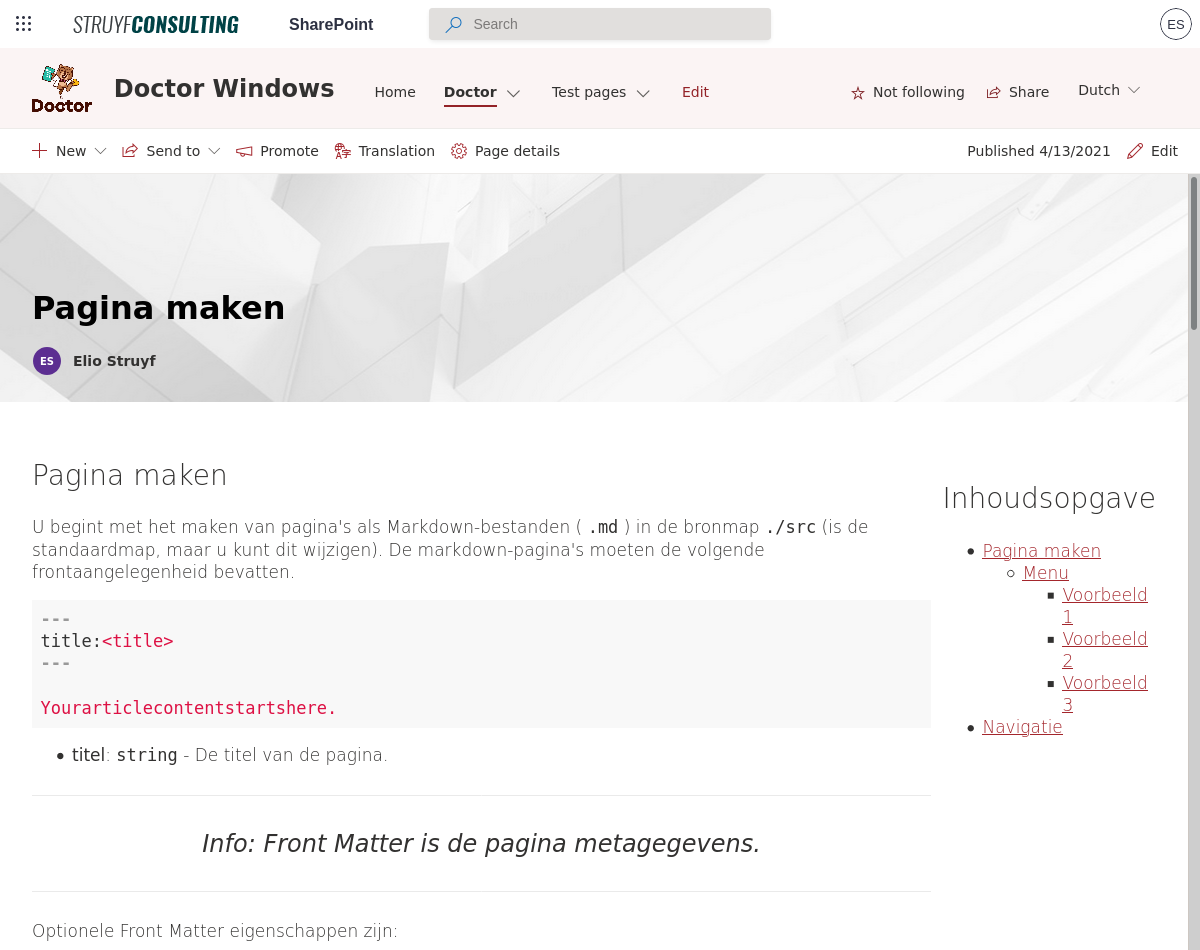 STRUYFCONSULTING SharePoint Search ES
Doctor Doctor Windows Home Doctor Test pages Edit Not following Share Dutch
New Send to Promote Translation Page details Published 4/13/2021 Edit
Pagina maken
ES Elio Struyf
Pagina maken
U begint met het maken van pagina's als Markdown-bestanden ( .md ) in de bronmap ./src (is de
standaardmap, maar u kunt dit wijzigen). De markdown-pagina's moeten de volgende
frontaangelegenheid bevatten.
---
title:<title>
---
Yourarticlecontentstartshere.
titel: string - De titel van de pagina.
Info: Front Matter is de pagina metagegevens.
Optionele Front Matter eigenschappen zijn:
Inhoudsopgave
Pagina maken
Menu
Voorbeeld
1
Voorbeeld
2
Voorbeeld
3
Navigatie